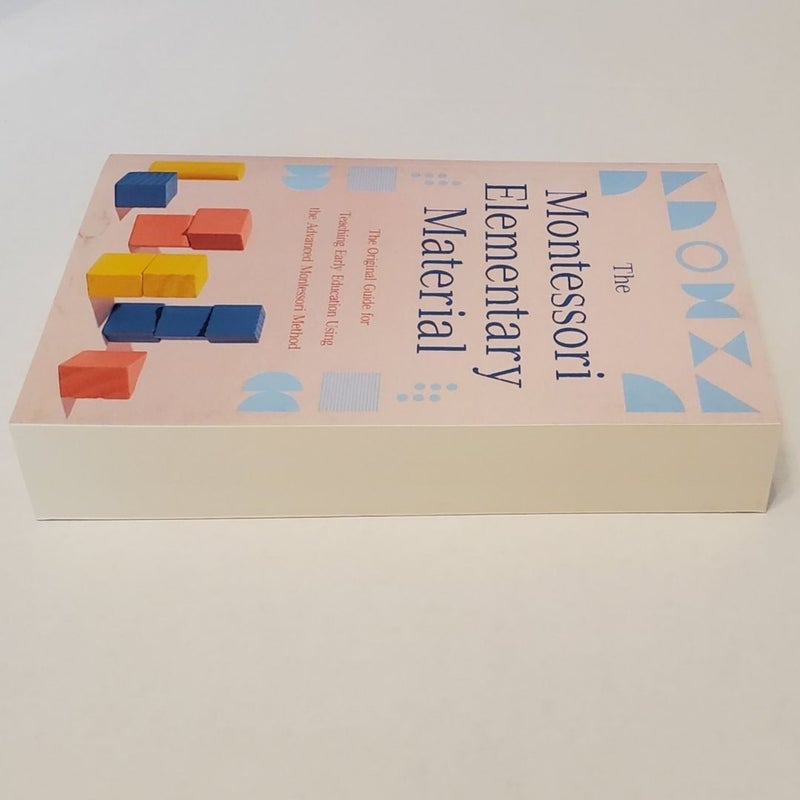 The
Montessori
Elementary
Material
The Original Guide for
Teaching Early Education Using
the Advanced Montessori Method